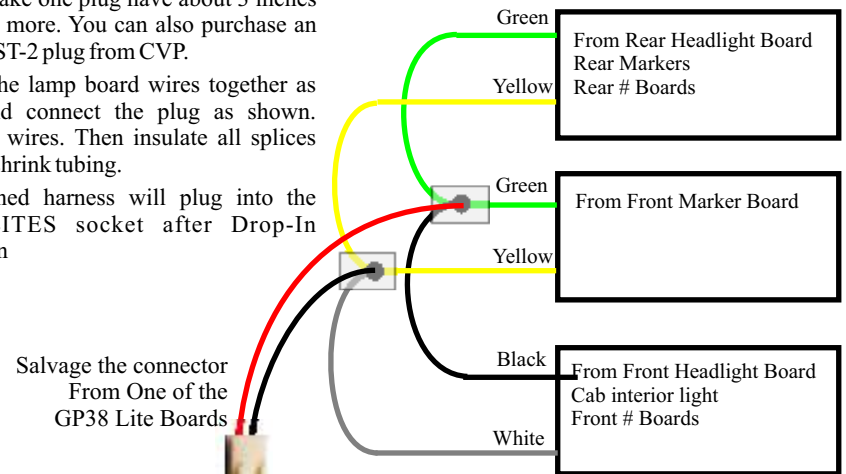 ake one plug have about 3 inches
more. You can also purchase an
ST-2 plug from CVP.
he lamp board wires together as
d connect the plug as shown.
wires. Then insulate all splices
hrink tubing.
ned harness will plug into the
ITES socket after Drop-In
n
Salvage the connector
From One of the
GP38 Lite Boards
Green
Yellow
From Rear Headlight Board
Rear Markers
Rear # Boards
Green
Yellow
From Front Marker Board
Black
White
From Front Headlight Board
Cab interior light
Front # Boards